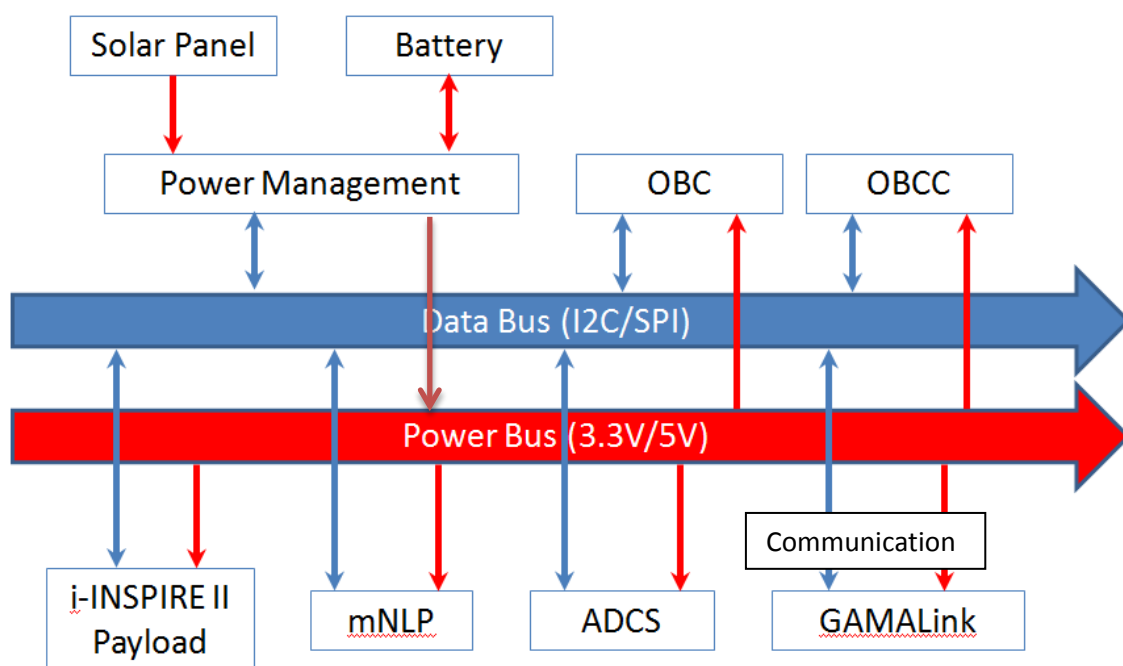 Solar Panel
Battery
Power Management
OBC
OBCC
Data Bus (I2C/SPI)
Power Bus (3.3V/5V)
Communication
i-INSPIRE II
Payload
mNLP
ADCS
GAMALink